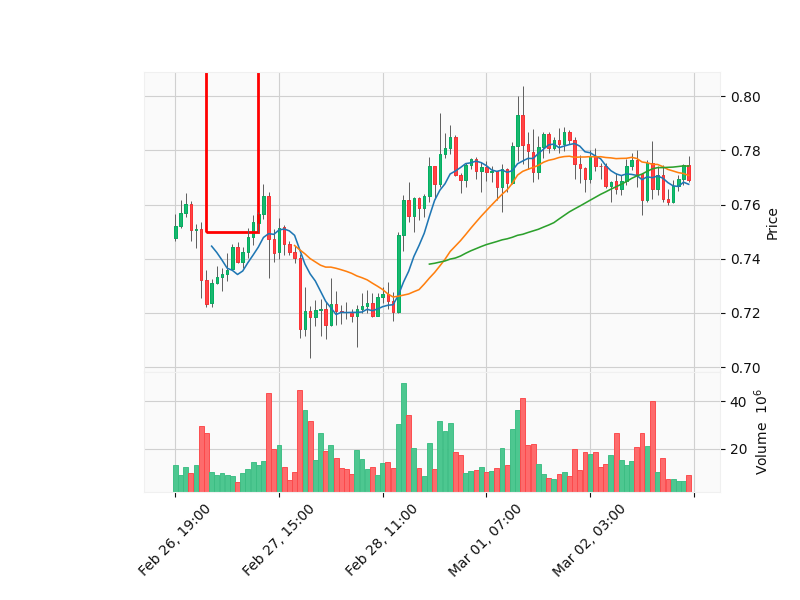 0.80
0.78
0.76
0.74
0.72
0.70
Price
40
20
Volume 10^6
Feb 26, 19:00
Feb 27, 15:00
Feb 28, 11:00
Mar 01, 07:00
Mar 02, 03:00